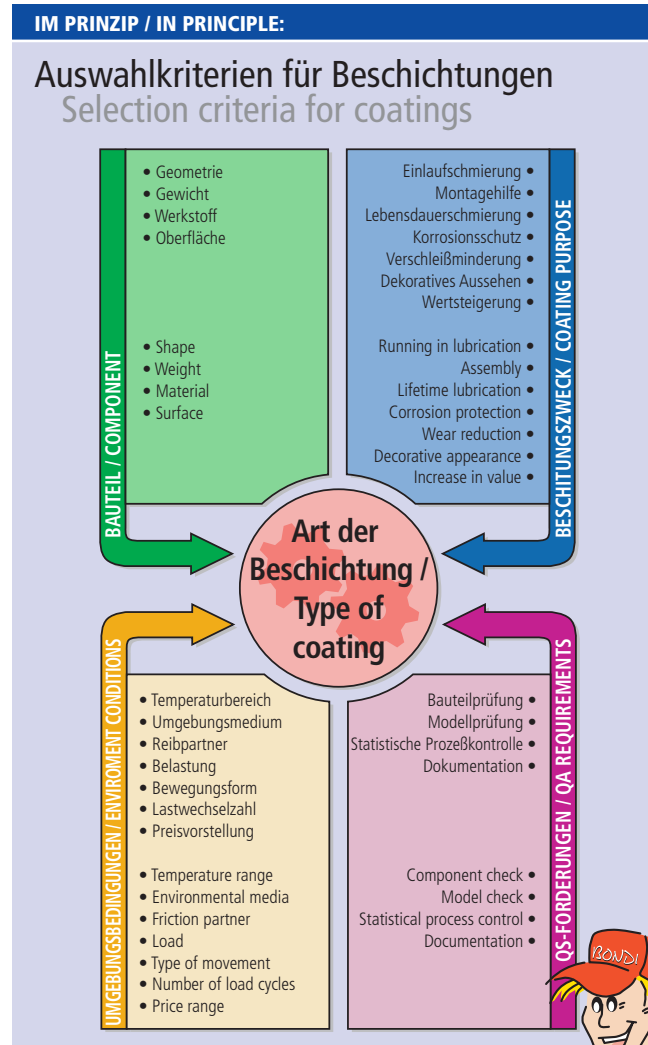 IM PRINZIP / IN PRINCIPLE:
Auswahlkriterien für Beschichtungen
Selection criteria for coatings
BAUTEIL / COMPONENT
• Geometrie
• Gewicht
• Werkstoff
• Oberfläche
• Shape
• Weight
• Material
• Surface
Einlaufschmierung •
Montagehilfe •
Lebensdauerschmierung •
Korrosionsschutz •
Verschleißminderung •
Dekoratives Aussehen •
Wertsteigerung •
Running in lubrication •
Assembly •
Lifetime lubrication •
Corrosion protection •
Wear reduction •
Decorative appearance •
Increase in value •
BESCHITUNGSZWECK / COATING PURPOSE
Art der
Beschichtung /
Type of
coating
UMGEBUNGSBEDINGUNGEN / ENVIROMENT CONDITIONS
• Temperaturbereich
• Umgebungsmedium
• Reibpartner
• Belastung
• Bewegungsform
• Lastwechselzahl
• Preisvorstellung
• Temperature range
• Environmental media
• Friction partner
• Load
• Type of movement
• Number of load cycles
• Price range
Bauteilprüfung •
Modellprüfung •
Statistische Prozeßkontrolle •
Dokumentation •
Component check •
Model check •
Statistical process control •
Documentation •
QS-FORDERUNGEN / QA REQUIREMENTS
BONDI